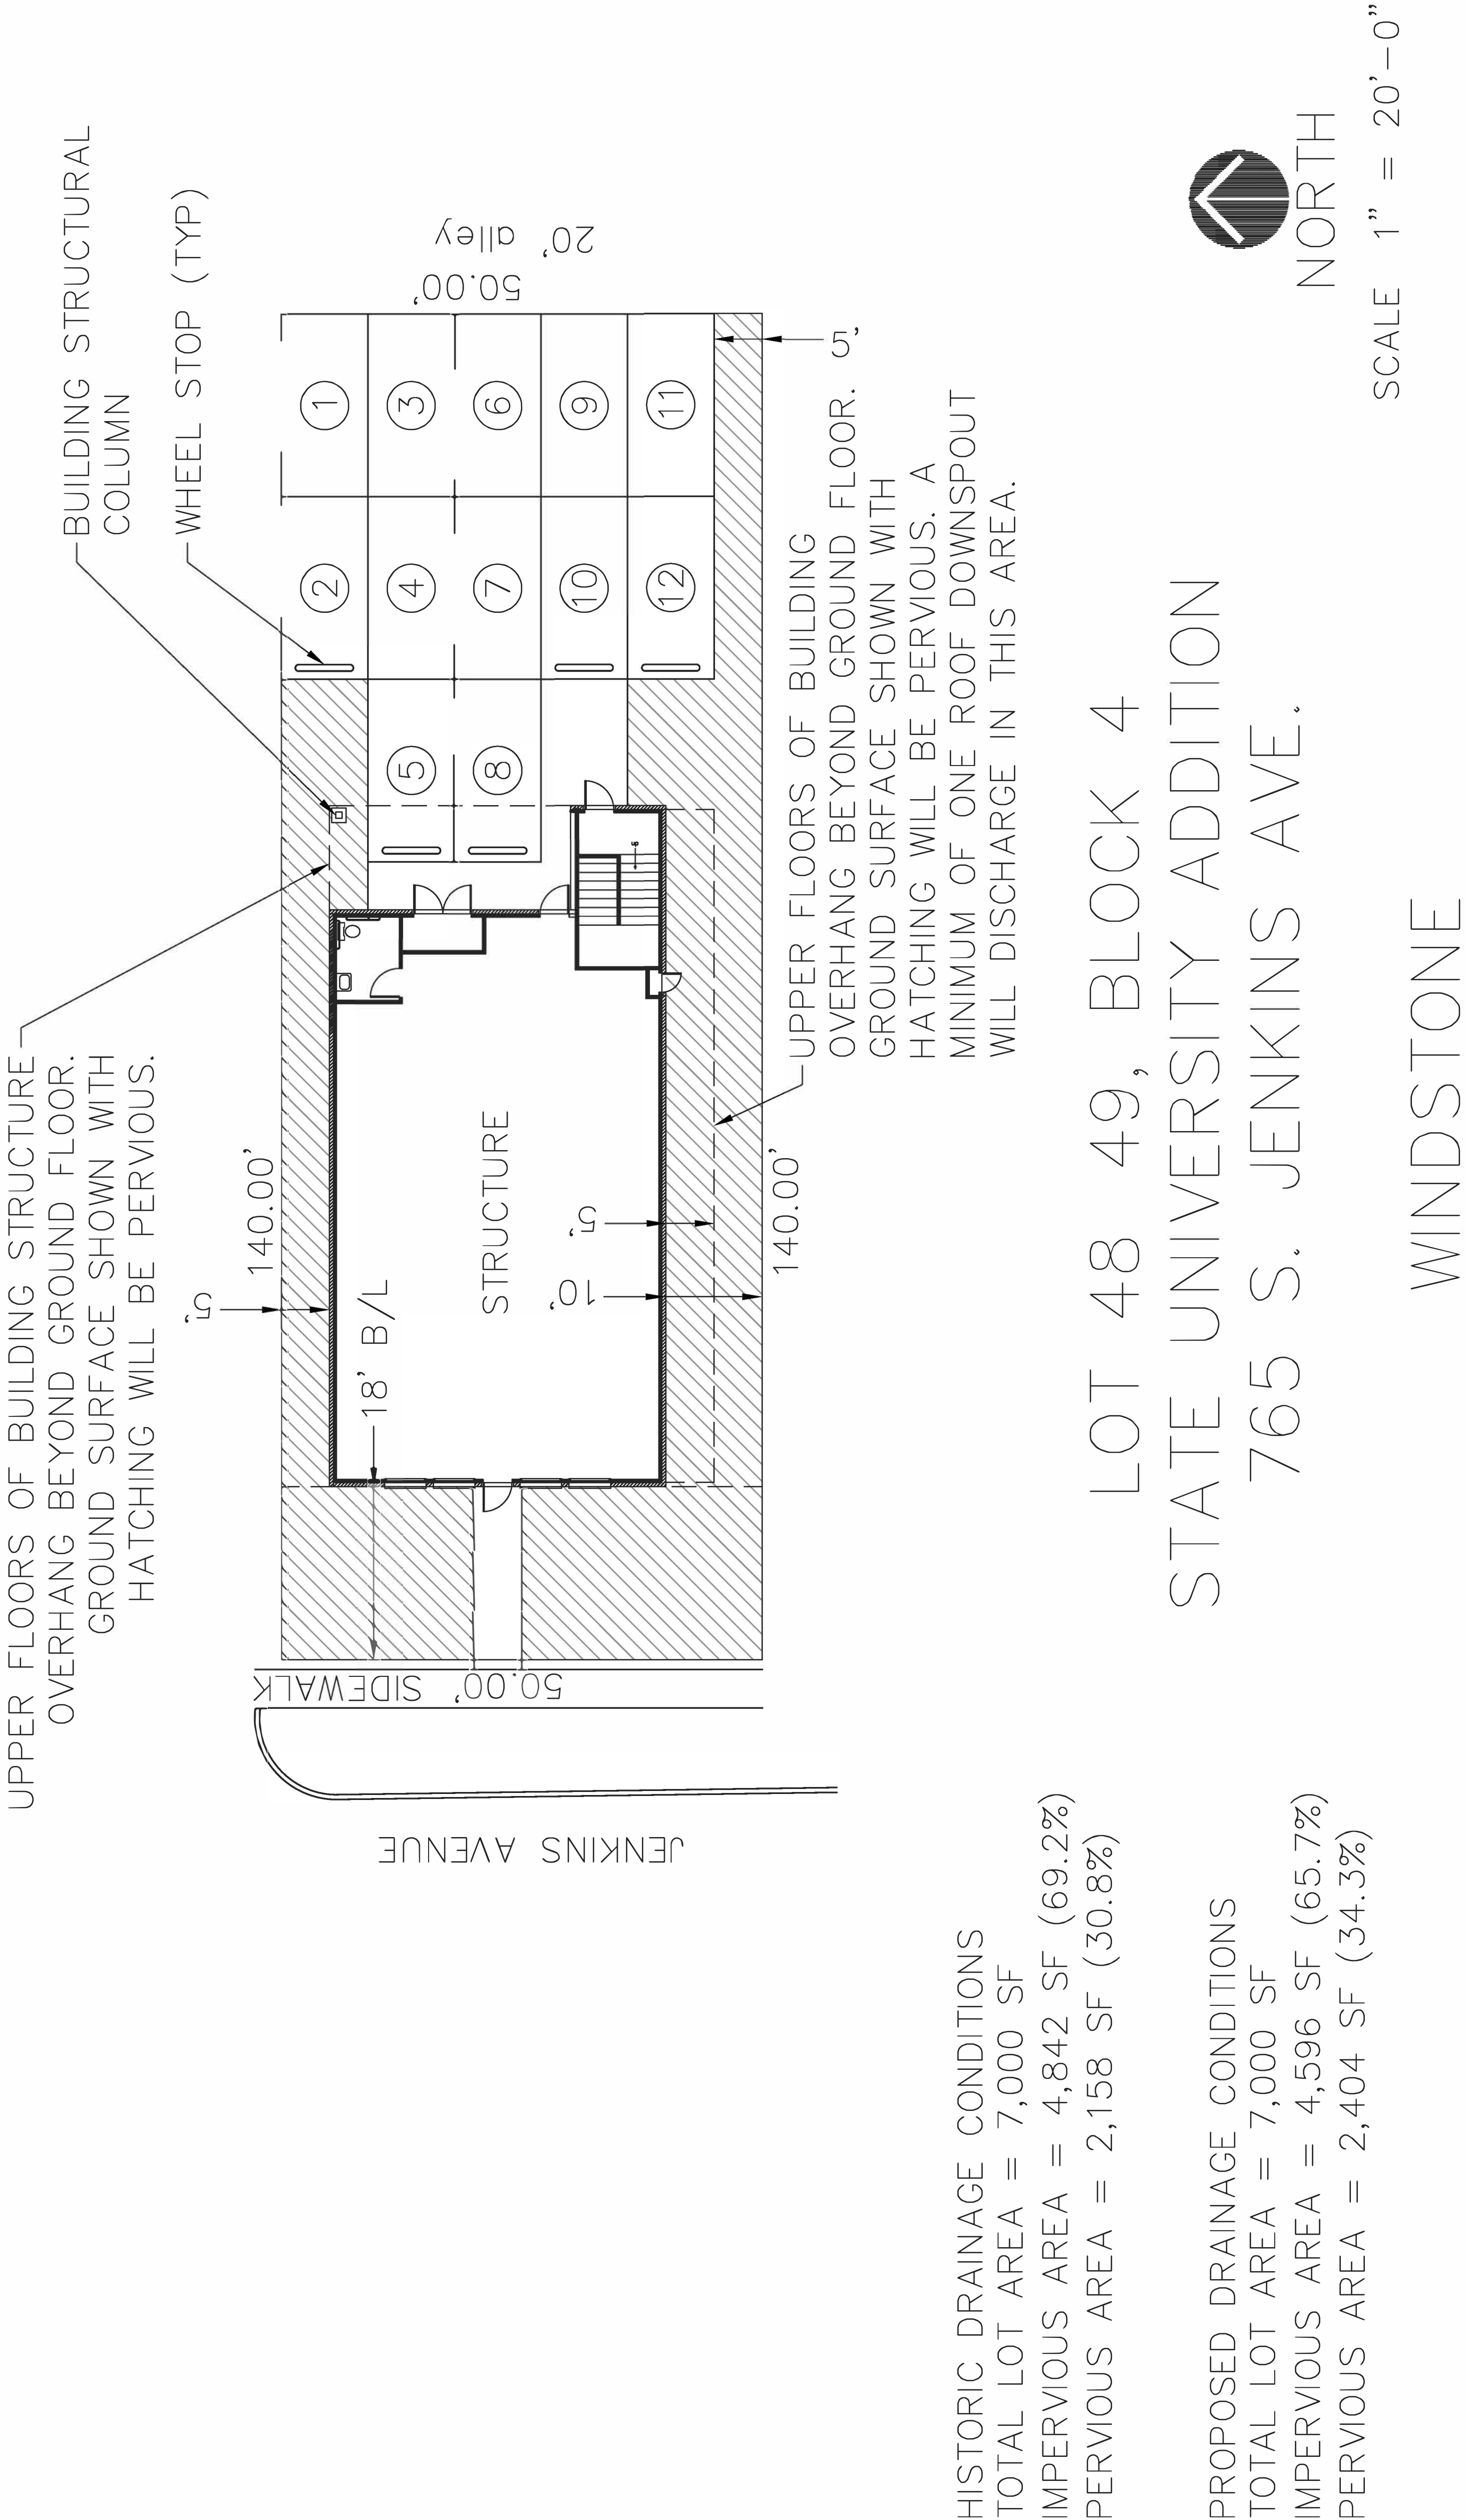 UPPER FLOORS OF BUILDING STRUCTURE
OVERHANG BEYOND GROUND FLOOR.
GROUND SURFACE SHOWN WITH
HATCHING WILL BE PERVIOUS.
BUILDING STRUCTURAL
COLUMN
WHEEL STOP (TYP)
140.00'
5'
18' B/L
STRUCTURE
5'
10'
140.00'
1
2
3
4
5
6
7
8
9
10
11
12
50.00'
20' alley
5'
UPPER FLOORS OF BUILDING
OVERHANG BEYOND GROUND FLOOR.
GROUND SURFACE SHOWN WITH
HATCHING WILL BE PERVIOUS. A
MINIMUM OF ONE ROOF DOWNSPOUT
WILL DISCHARGE IN THIS AREA.
50.00' SIDEWALK
JENKINS AVENUE
HISTORIC DRAINAGE CONDITIONS
TOTAL LOT AREA = 7,000 SF
IMPERVIOUS AREA = 4,842 SF (69.2%)
PERVIOUS AREA = 2,158 SF (30.8%)
PROPOSED DRAINAGE CONDITIONS
TOTAL LOT AREA = 7,000 SF
IMPERVIOUS AREA = 4,596 SF (65.7%)
PERVIOUS AREA = 2,404 SF (34.3%)
LOT 48 49, BLOCK 4
STATE UNIVERSITY ADDITION
765 S. JENKINS AVE.
WINDSTONE
NORTH
SCALE 1" = 20'-0"